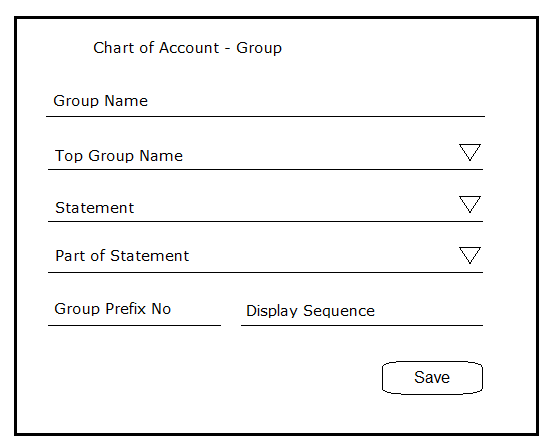 Chart of Account - Group
Group Name
Top Group Name
Statement
Part of Statement
Group Prefix No
Display Sequence
Save